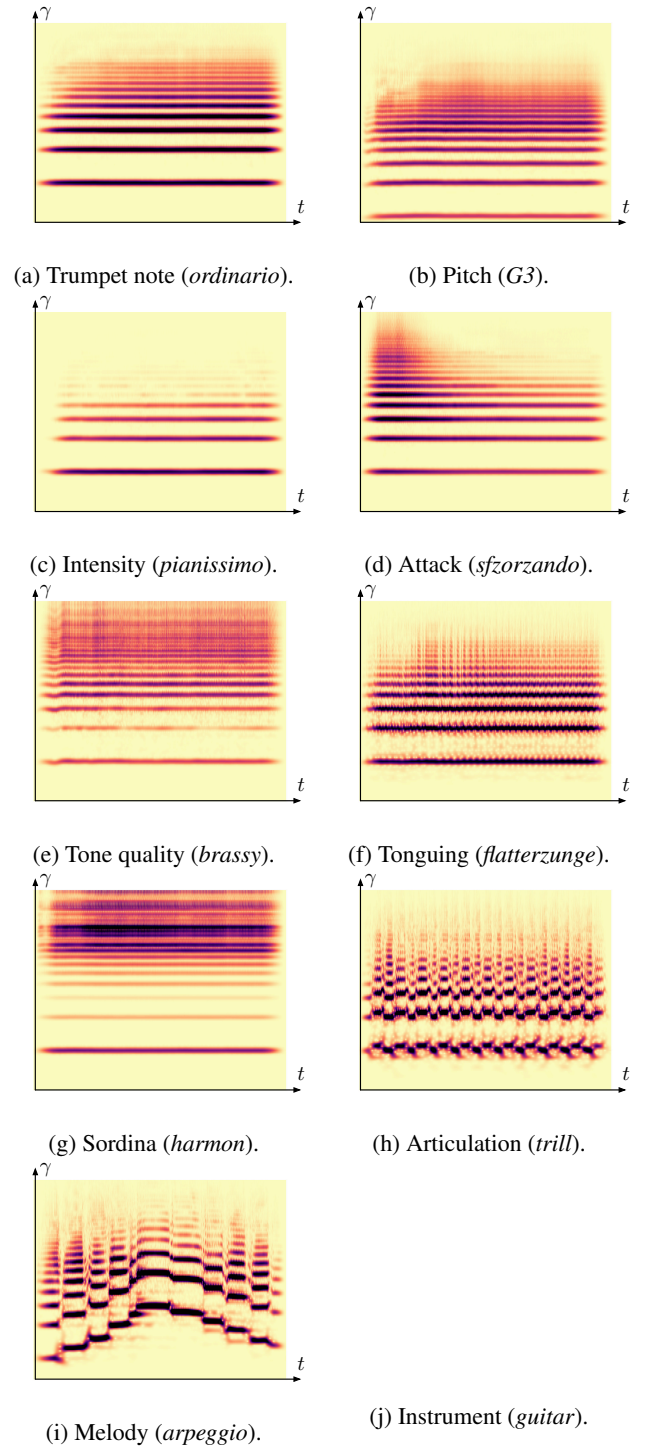 γ γ
t t
(a) Trumpet note (ordinario). (b) Pitch (G3).
γ γ
t t
(c) Intensity (pianissimo). (d) Attack (sfzorzando).
γ γ
t t
(e) Tone quality (brassy). (f) Tonguing (flatterzunge).
γ γ
t t
(g) Sordina (harmon). (h) Articulation (trill).
γ
t
(i) Melody (arpeggio). (j) Instrument (guitar).